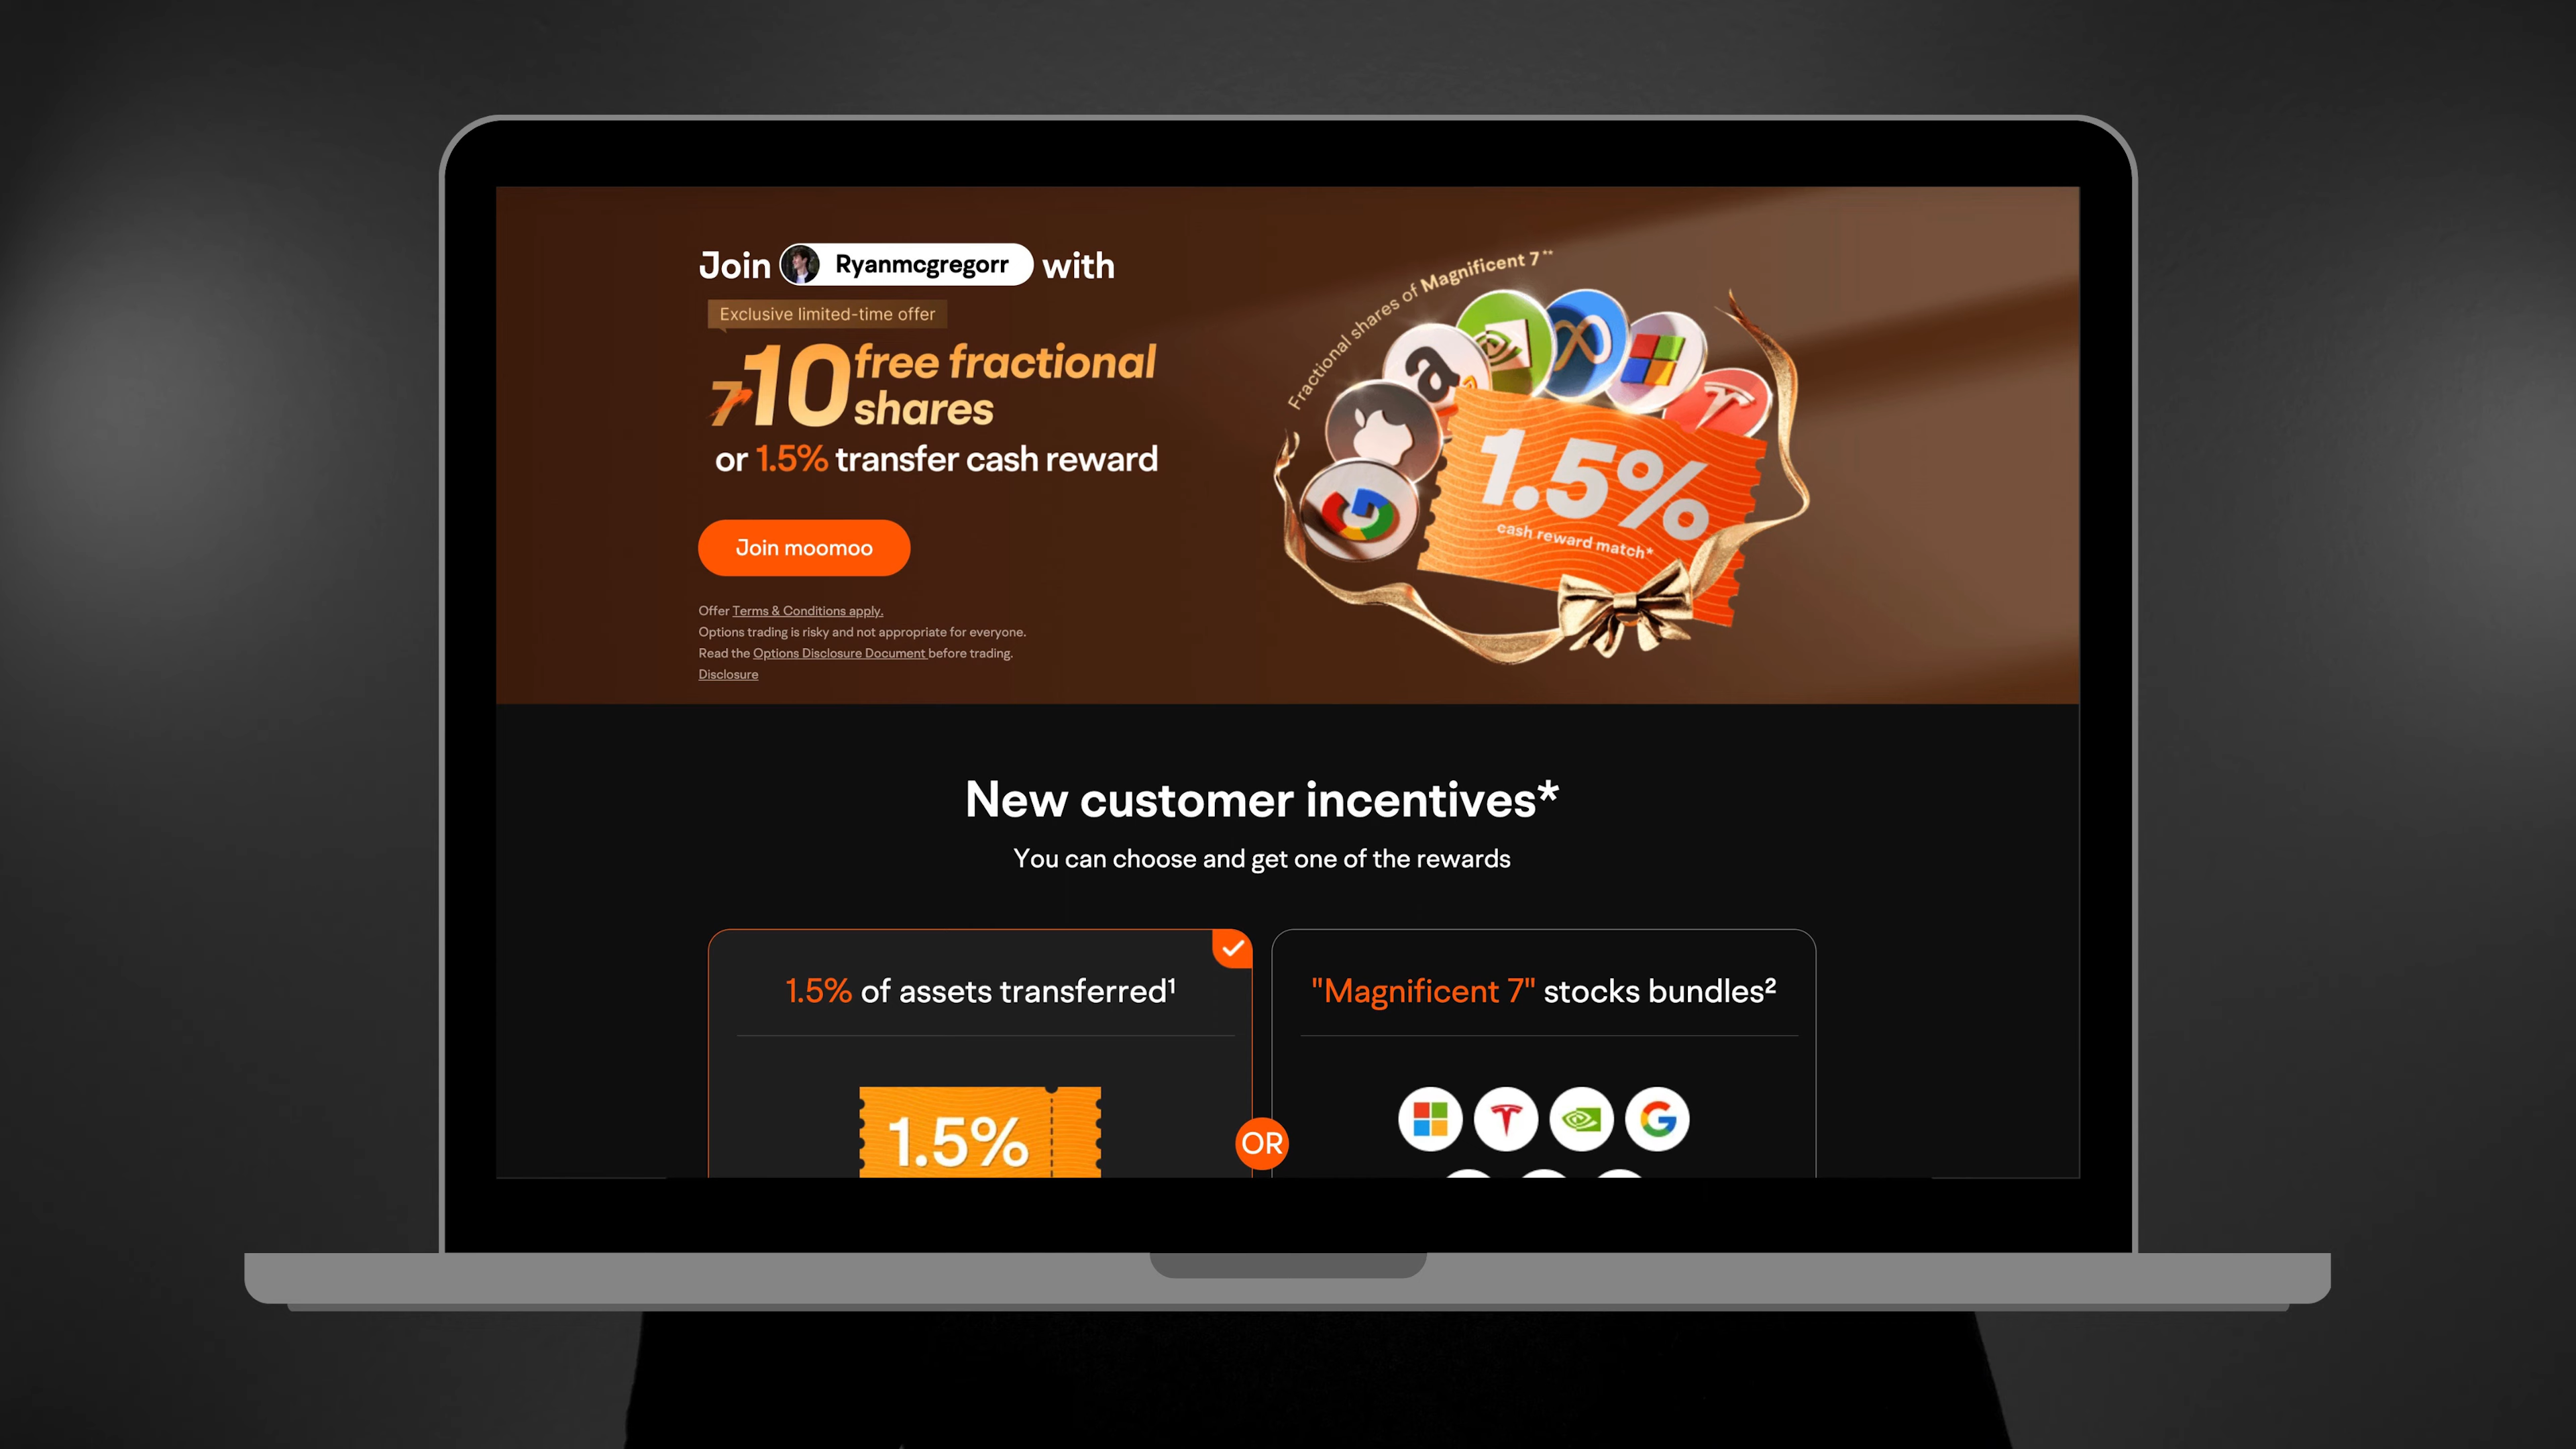 Join Ryanmcgregorr with
Exclusive limited-time offer
7 10 free fractional
shares
or 1.5% transfer cash reward
Join moomoo
Offer Terms & Conditions apply.
Options trading is risky and not appropriate for everyone.
Read the Options Disclosure Document before trading.
Disclosure
Fractional shares of Magnificent 7**
a
1.5%
cash reward match*
New customer incentives*
You can choose and get one of the rewards
1.5% of assets transferred¹
1.5%
OR
"Magnificent 7" stocks bundles²